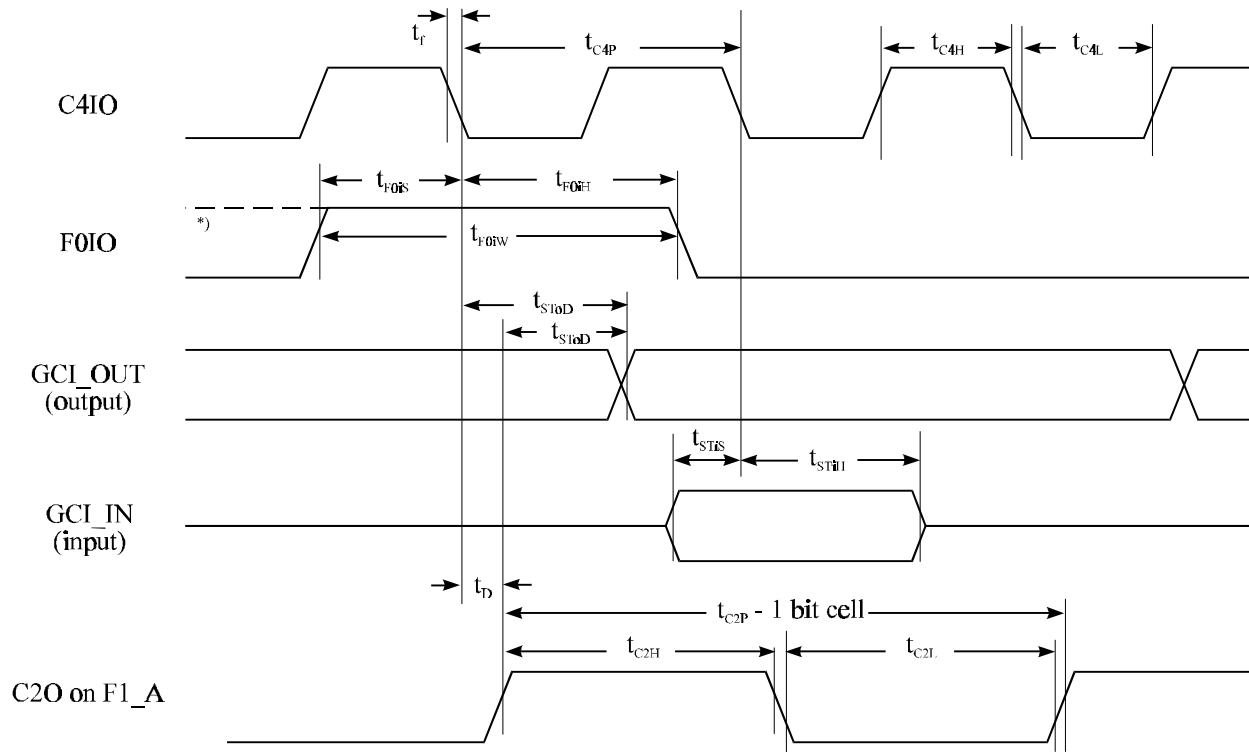 t_f
t_C4P
t_C4H
t_C4L
C4IO
t_F0iS
t_F0iH
*)
F0IO
t_F0iW
t_SToD
t_SToD
GCI_OUT
(output)
t_STiS
t_STiH
GCI_IN
(input)
t_D
t_C2P - 1 bit cell
t_C2H
t_C2L
C2O on F1_A